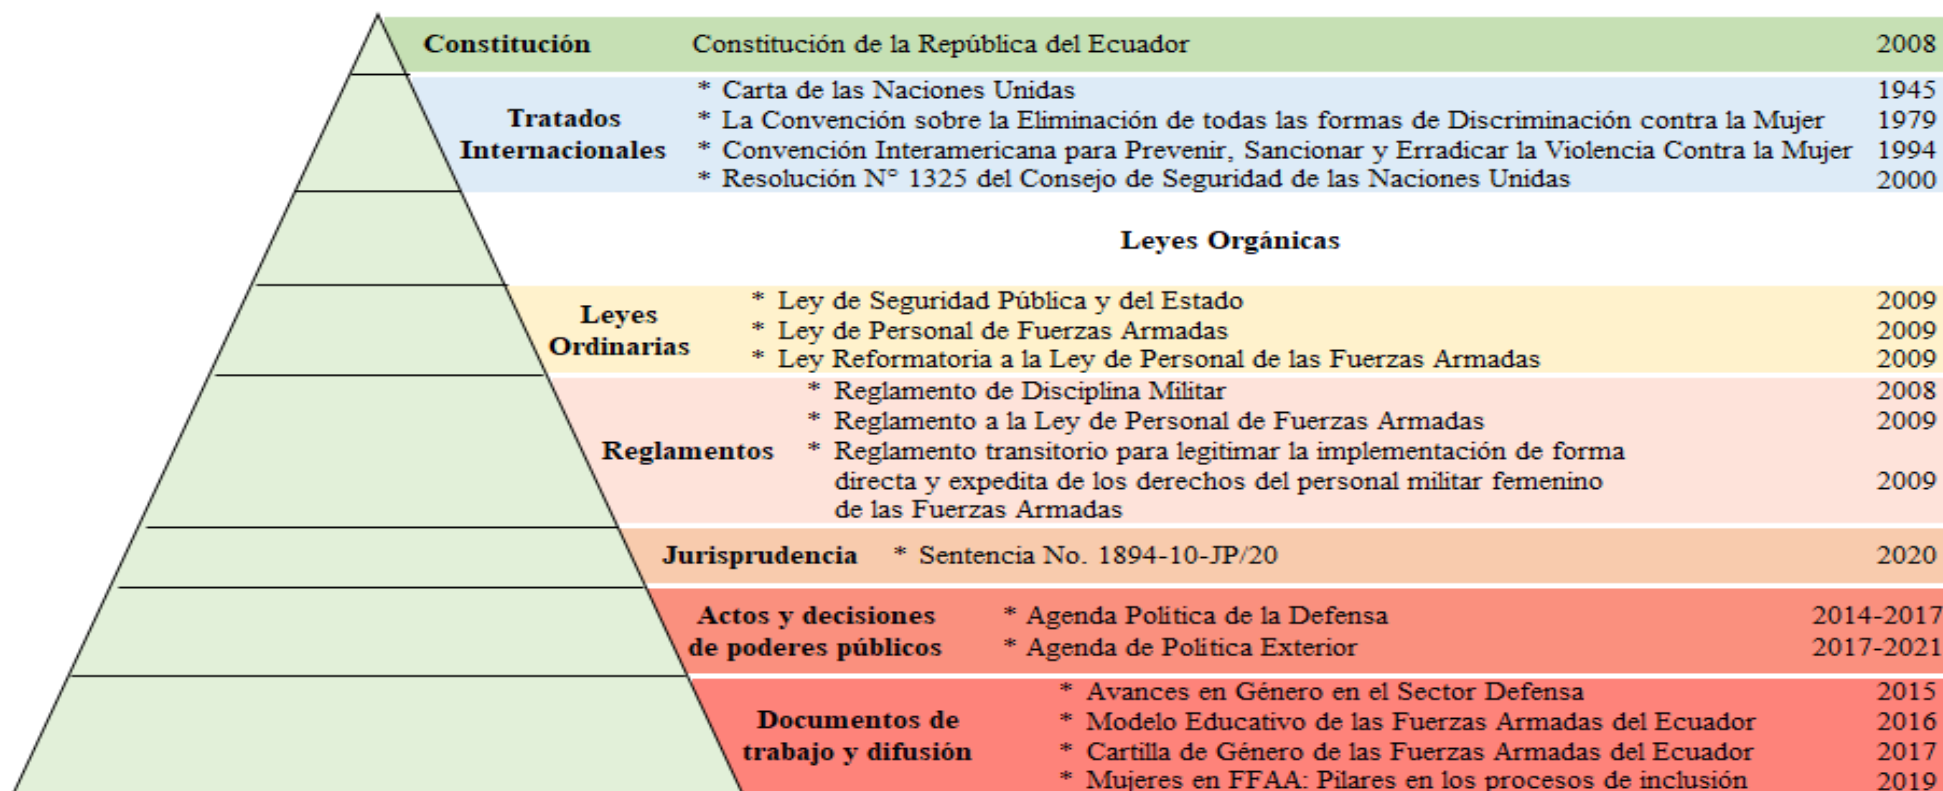 Constitución Constitución de la República del Ecuador 2008
* Carta de las Naciones Unidas 1945
Tratados Internacionales
* La Convención sobre la Eliminación de todas las formas de Discriminación contra la Mujer 1979
* Convención Interamericana para Prevenir, Sancionar y Erradicar la Violencia Contra la Mujer 1994
* Resolución N° 1325 del Consejo de Seguridad de las Naciones Unidas 2000
Leyes Orgánicas
Leyes Ordinarias
* Ley de Seguridad Pública y del Estado 2009
* Ley de Personal de Fuerzas Armadas 2009
* Ley Reformatoria a la Ley de Personal de las Fuerzas Armadas 2009
* Reglamento de Disciplina Militar 2008
* Reglamento a la Ley de Personal de Fuerzas Armadas 2009
Reglamentos * Reglamento transitorio para legitimar la implementación de forma
directa y expedita de los derechos del personal militar femenino 2009
de las Fuerzas Armadas
Jurisprudencia * Sentencia No. 1894-10-JP/20 2020
Actos y decisiones * Agenda Política de la Defensa 2014-2017
de poderes públicos * Agenda de Política Exterior 2017-2021
* Avances en Género en el Sector Defensa 2015
Documentos de * Modelo Educativo de las Fuerzas Armadas del Ecuador 2016
trabajo y difusión * Cartilla de Género de las Fuerzas Armadas del Ecuador 2017
* Mujeres en FFAA: Pilares en los procesos de inclusión 2019